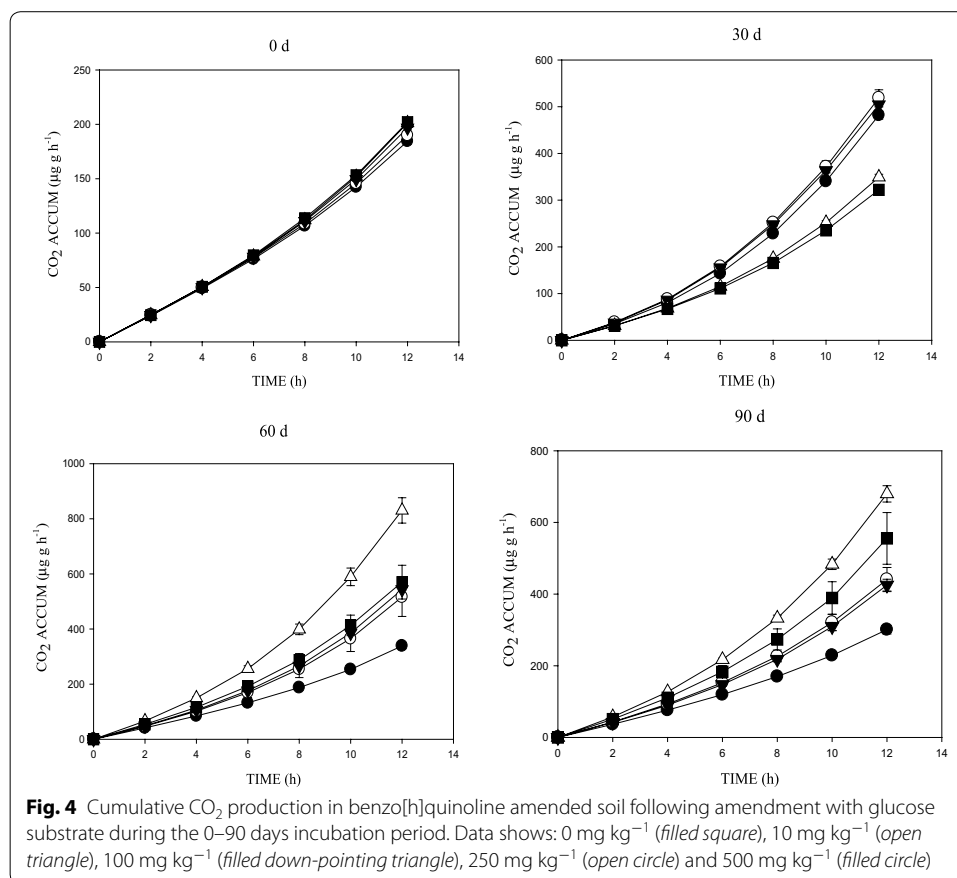 0 d
250
200
150
100
50
0
CO₂ ACCUM (µg g h⁻¹)
0 2 4 6 8 10 12 14
TIME (h)
30 d
600
500
400
300
200
100
0
CO₂ ACCUM (µg g h⁻¹)
0 2 4 6 8 10 12 14
TIME (h)
60 d
1000
800
600
400
200
0
CO₂ ACCUM (µg g h⁻¹)
0 2 4 6 8 10 12 14
TIME (h)
90 d
800
600
400
200
0
CO₂ ACCUM (µg g h⁻¹)
0 2 4 6 8 10 12 14
TIME (h)
Fig. 4 Cumulative CO₂ production in benzo[h]quinoline amended soil following amendment with glucose
substrate during the 0–90 days incubation period. Data shows: 0 mg kg⁻¹ (filled square), 10 mg kg⁻¹ (open
triangle), 100 mg kg⁻¹ (filled down-pointing triangle), 250 mg kg⁻¹ (open circle) and 500 mg kg⁻¹ (filled circle)